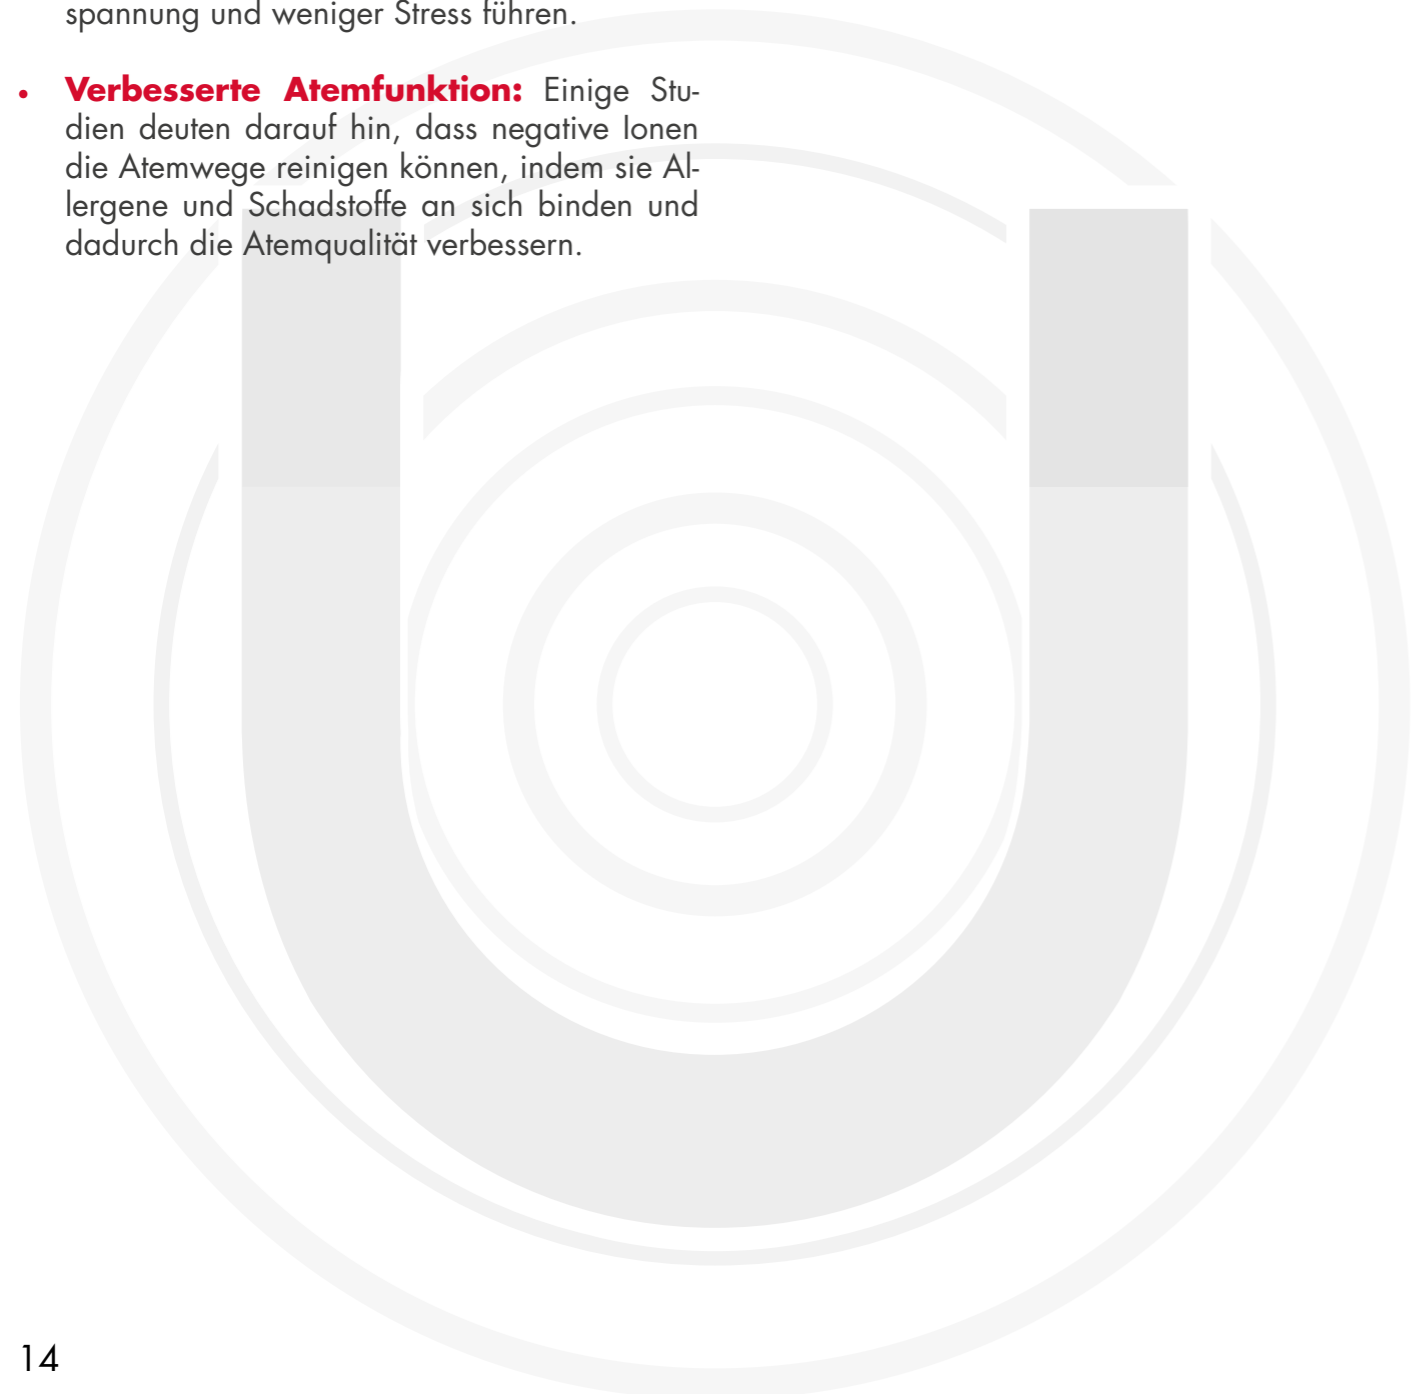 spannung und weniger Stress führen.
• Verbesserte Atemfunktion: Einige Stu-
dien deuten darauf hin, dass negative Ionen
die Atemwege reinigen können, indem sie Al-
lergene und Schadstoffe an sich binden und
dadurch die Atemqualität verbessern.
14